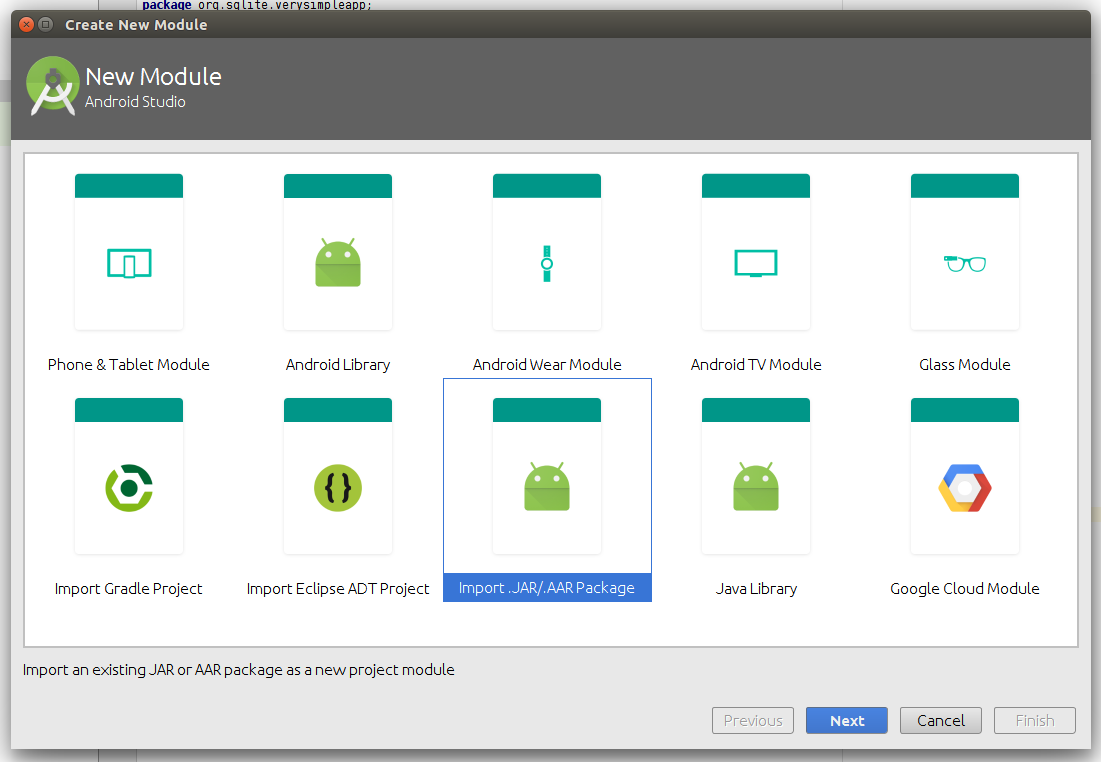 package org.sqlite.verysimpleapp;
Create New Module
New Module
Android Studio
Phone & Tablet Module
Android Library
Android Wear Module
Android TV Module
Glass Module
Import Gradle Project
Import Eclipse ADT Project
Import .JAR/.AAR Package
Java Library
Google Cloud Module
Import an existing JAR or AAR package as a new project module
Previous
Next
Cancel
Finish